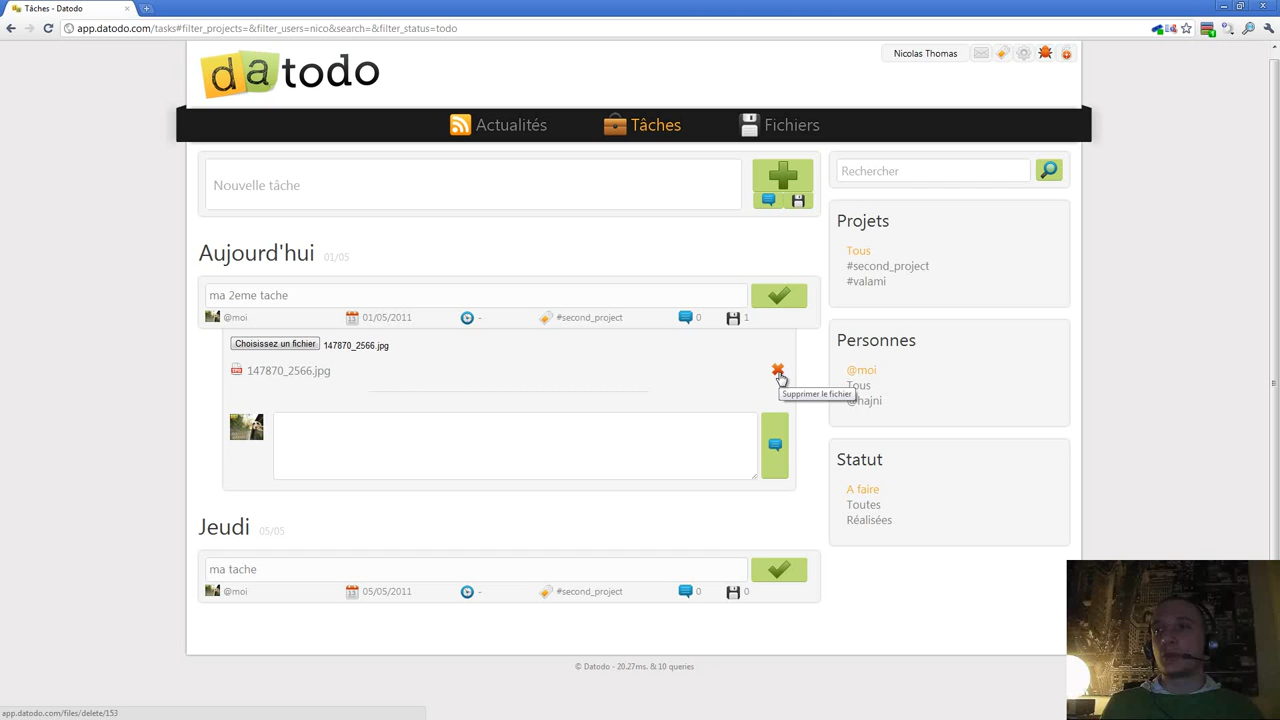 Tâches - Datodo
app.datodo.com/tasks#filter_projects=&filter_users=nico&search=&filter_status=todo
datodo
Nicolas Thomas
Actualités
Tâches
Fichiers
Nouvelle tâche
Rechercher
Aujourd'hui 01/05
ma 2eme tache
@moi 01/05/2011 - #second_project 0 1
Choisissez un fichier 147870_2566.jpg
147870_2566.jpg
Supprimer le fichier
Jeudi 05/05
ma tache
@moi 05/05/2011 - #second_project 0 0
Projets
Tous
#second_project
#valami
Personnes
@moi
Tous
@hajni
Statut
A faire
Toutes
Réalisées
© Datodo - 20.27ms. & 10 queries
app.datodo.com/files/delete/153